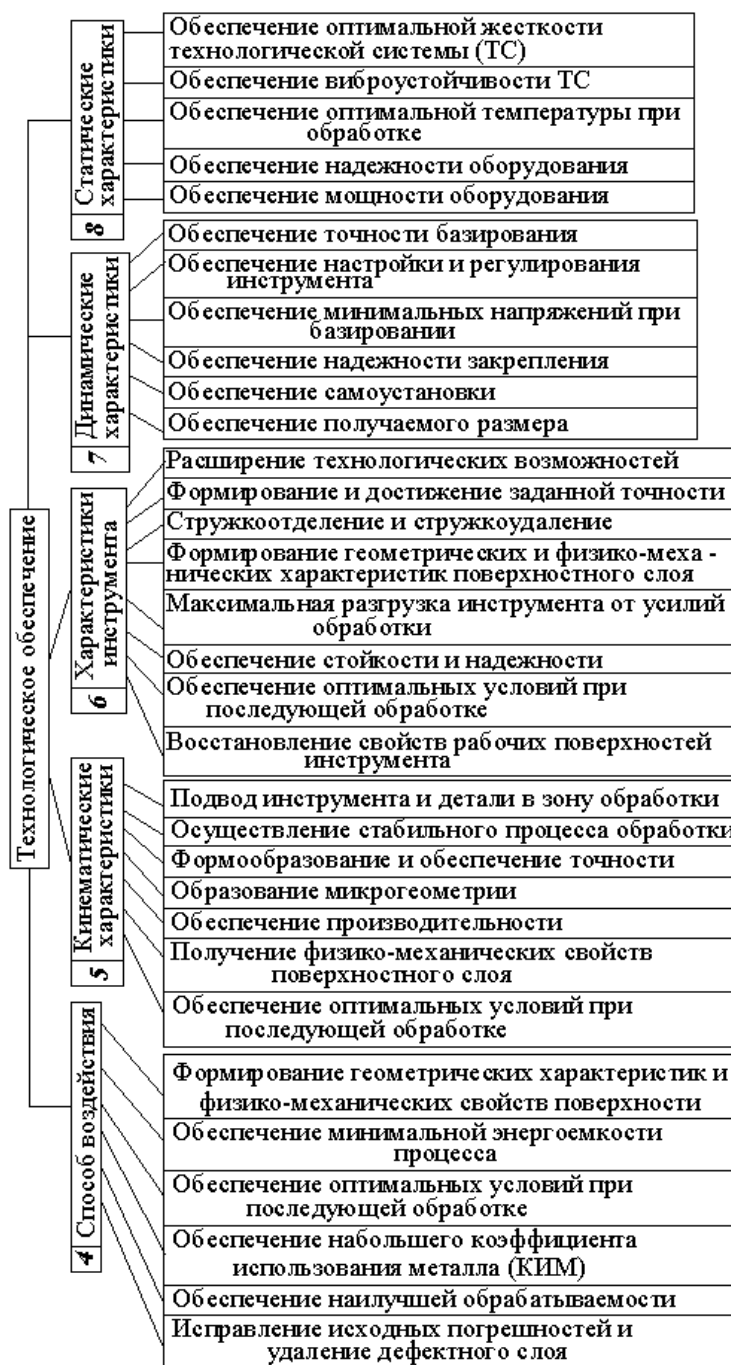 Технологическое обеспечение
8 Статические
характеристики
Обеспечение оптимальной жесткости
технологической системы (ТС)
Обеспечение виброустойчивости ТС
Обеспечение оптимальной температуры при
обработке
Обеспечение надежности оборудования
Обеспечение мощности оборудования
7 Динамические
характеристики
Обеспечение точности базирования
Обеспечение настройки и регулирования
инструмента
Обеспечение минимальных напряжений при
базировании
Обеспечение надежности закрепления
Обеспечение самоустановки
Обеспечение получаемого размера
6 Характеристики
инструмента
Расширение технологических возможностей
Формирование и достижение заданной точности
Стружкоотделение и стружкоудаление
Формирование геометрических и физико-меха -
нических характеристик поверхностного слоя
Максимальная разгрузка инструмента от усилий
обработки
Обеспечение стойкости и надежности
Обеспечение оптимальных условий при
последующей обработке
Восстановление свойств рабочих поверхностей
инструмента
5 Кинематические
характеристики
Подвод инструмента и детали в зону обработки
Осуществление стабильного процесса обработки
Формообразование и обеспечение точности
Образование микрогеометрии
Обеспечение производительности
Получение физико-механических свойств
поверхностного слоя
Обеспечение оптимальных условий при
последующей обработке
4 Способ воздействия
Формирование геометрических характеристик и
физико-механических свойств поверхности
Обеспечение минимальной энергоемкости
процесса
Обеспечение оптимальных условий при
последующей обработке
Обеспечение набольшего коэффициента
использования металла (КИМ)
Обеспечение наилучшей обрабатываемости
Исправление исходных погрешностей и
удаление дефектного слоя